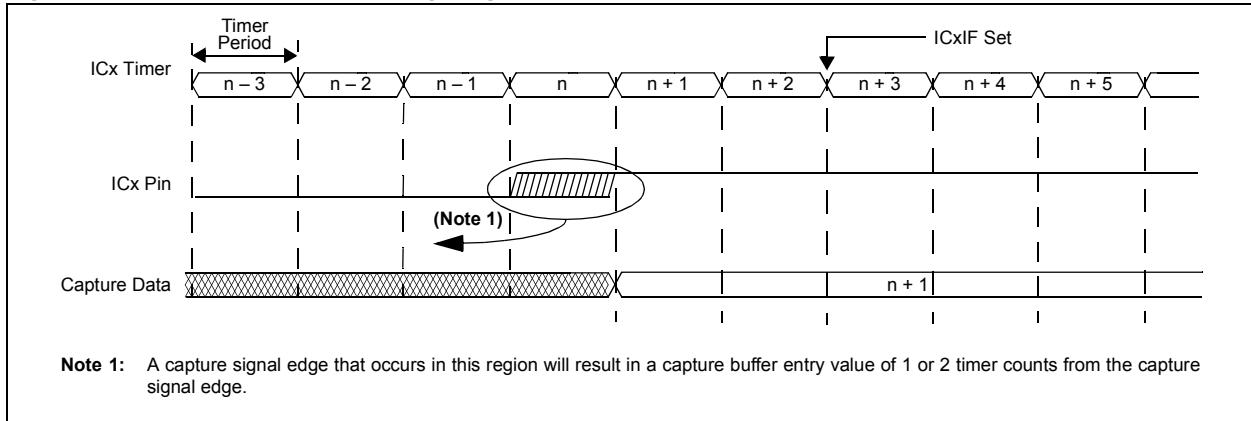 Timer
Period
ICxIF Set
ICx Timer
n – 3 n – 2 n – 1 n n + 1 n + 2 n + 3 n + 4 n + 5
ICx Pin
(Note 1)
Capture Data
n + 1
Note 1: A capture signal edge that occurs in this region will result in a capture buffer entry value of 1 or 2 timer counts from the capture
signal edge.